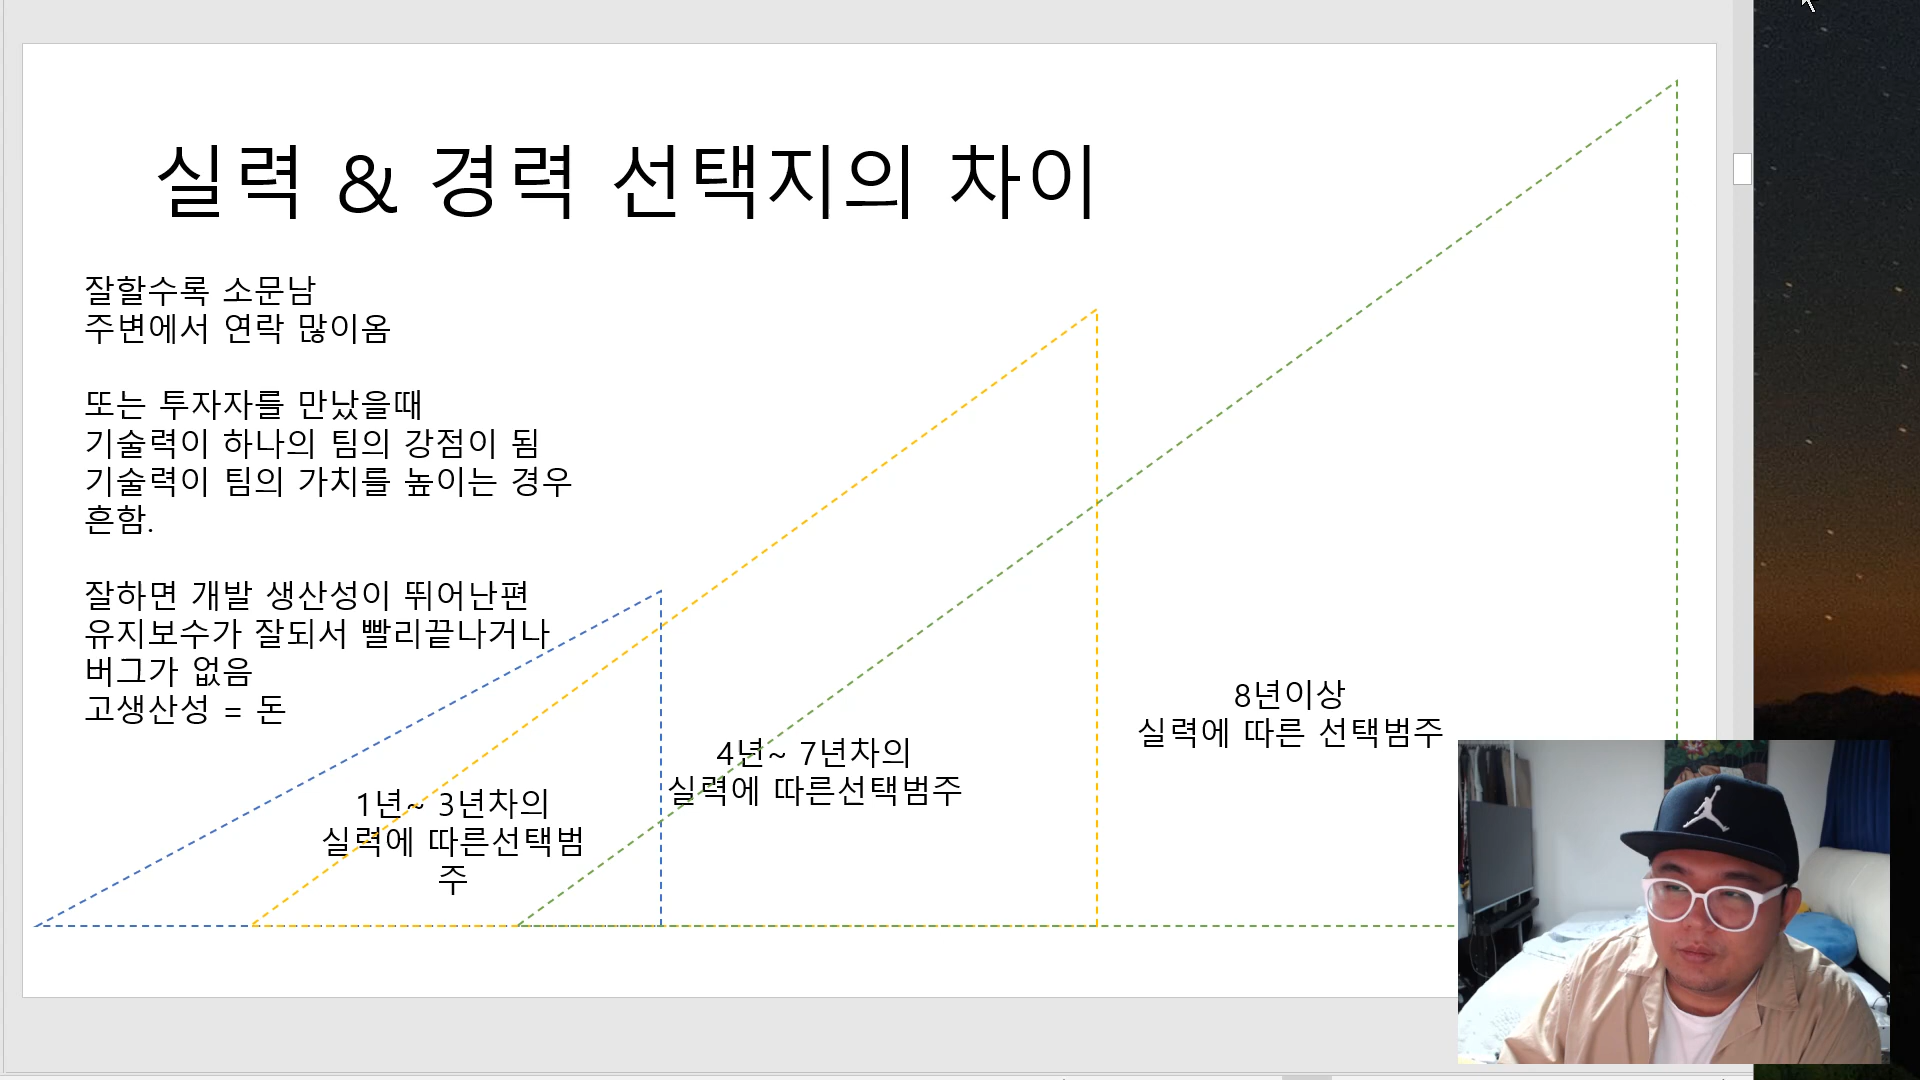 실력 & 경력 선택지의 차이
잘할수록 소문남
주변에서 연락 많이옴
또는 투자자를 만났을때
기술력이 하나의 팀의 강점이 됨
기술력이 팀의 가치를 높이는 경우
흔함.
잘하면 개발 생산성이 뛰어난편
유지보수가 잘되서 빨리끝나거나
버그가 없음
고생산성 = 돈
1년~ 3년차의
실력에 따른선택범
주
4년~ 7년차의
실력에 따른선택범주
8년이상
실력에 따른 선택범주